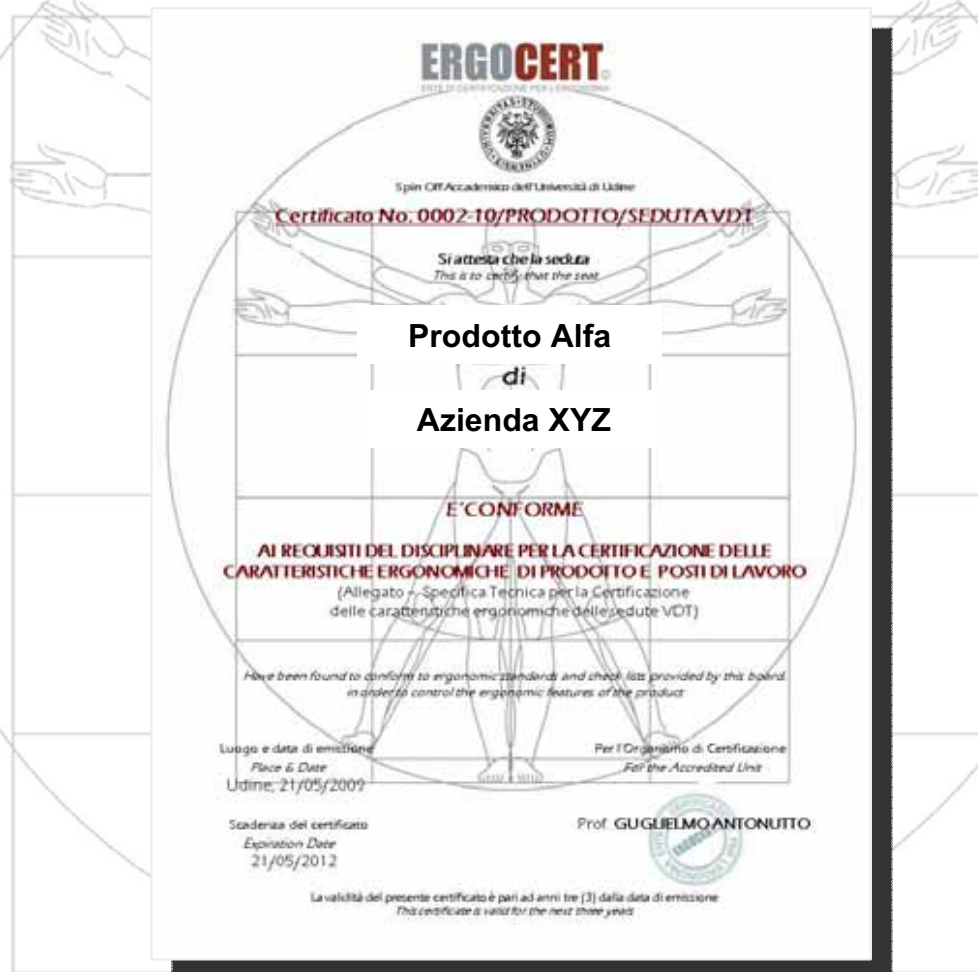 ERGOCERT
ENTE DI CERTIFICAZIONE PER L'ERGONOMIA
Spin Off Accademico dell'Università di Udine
Certificato No. 0002-10/PRODOTTO/SEDUTA VDT
Si attesta che la seduta
This is to certify that the seat
Prodotto Alfa
di
Azienda XYZ
E'CONFORME
AI REQUISITI DEL DISCIPLINARE PER LA CERTIFICAZIONE DELLE
CARATTERISTICHE ERGONOMICHE DI PRODOTTO E POSTI DI LAVORO
(Allegato - Specifica Tecnica per la Certificazione
delle caratteristiche ergonomiche delle sedute VDT)
Have been found to conform to ergonomic standards and check lists provided by this board
in order to control the ergonomic features of the product
Luogo e data di emissione
Place & Date
Udine, 21/05/2009
Per l'Organismo di Certificazione
For the Accredited Unit
Scadenza del certificato
Expiration Date
21/05/2012
Prof. GUGLIELMO ANTONUTTO
ERGOCERT
La validità del presente certificato è pari ad anni tre (3) dalla data di emissione
This certificate is valid for the next three years